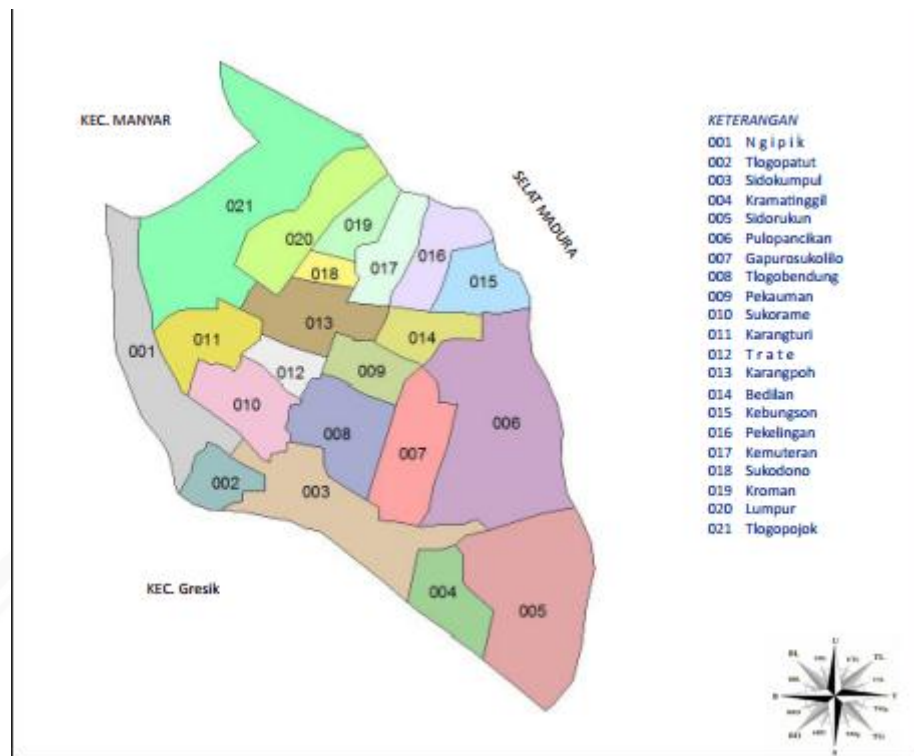 KEC. MANYAR
SELAT MADURA
KEC. Gresik
021
020
019
018
017
016
015
014
013
012
011
001
010
009
008
007
006
002
003
004
005
KETERANGAN
001 N g i p i k
002 Tlogopatut
003 Sidokumpul
004 Kramatinggil
005 Sidorukun
006 Pulopancikan
007 Gapurosukolilo
008 Tlogobendung
009 Pekauman
010 Sukorame
011 Karangturi
012 T r a t e
013 Karangpoh
014 Bedilan
015 Kebungson
016 Pekelingan
017 Kemuteran
018 Sukodono
019 Kroman
020 Lumpur
021 Tlogopojok
U
BL
TL
B
T